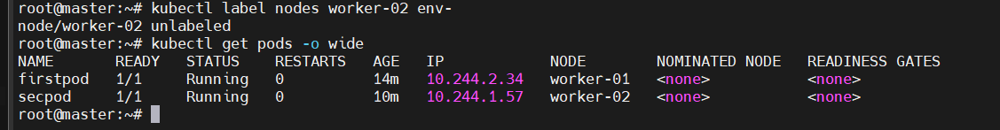 root@master:~# kubectl label nodes worker-02 env-
node/worker-02 unlabeled
root@master:~# kubectl get pods -o wide
NAME       READY   STATUS    RESTARTS   AGE   IP            NODE        NOMINATED NODE   READINESS GATES
firstpod   1/1     Running   0          14m   10.244.2.34   worker-01   <none>           <none>
secpod     1/1     Running   0          10m   10.244.1.57   worker-02   <none>           <none>
root@master:~#